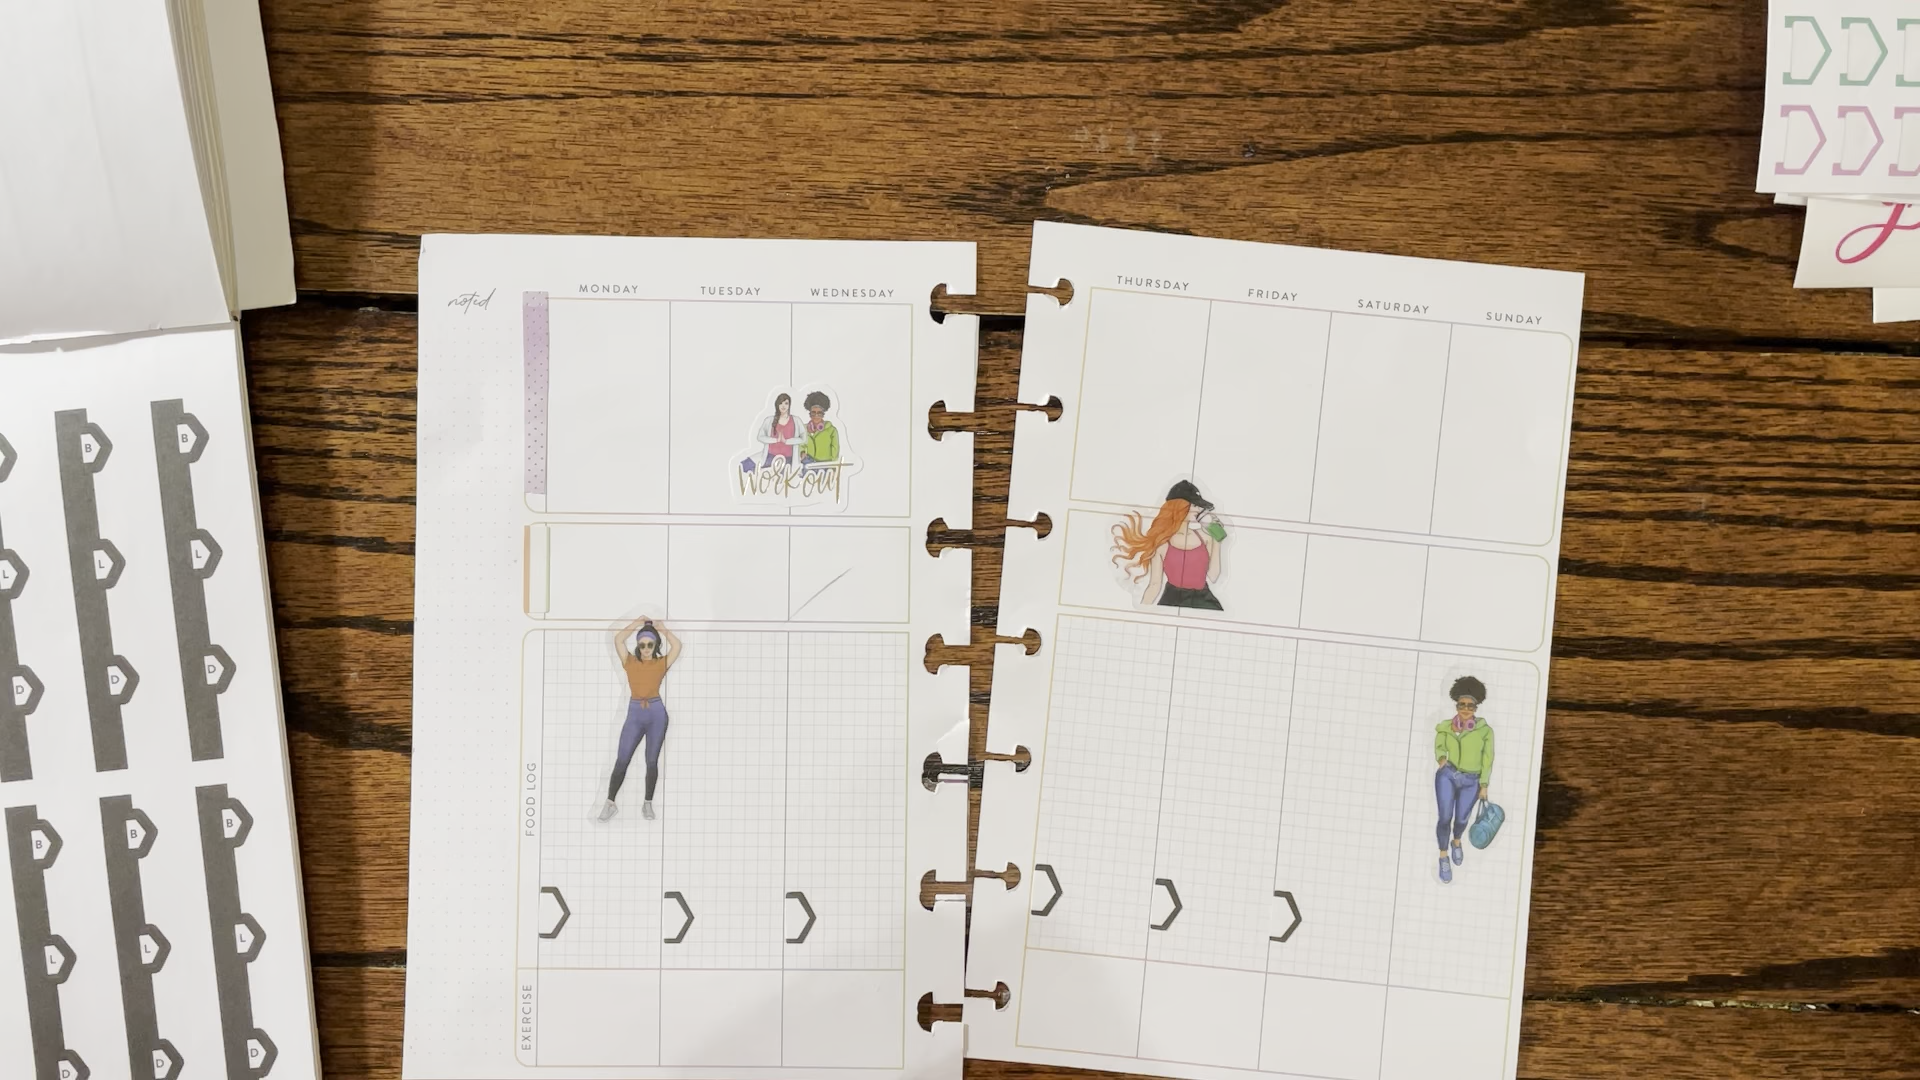 noted
MONDAY
TUESDAY
WEDNESDAY
THURSDAY
FRIDAY
SATURDAY
SUNDAY
Work out
FOOD LOG
EXERCISE
B
B
L
L
L
D
D
D
B
B
B
L
L
L
D
D
D